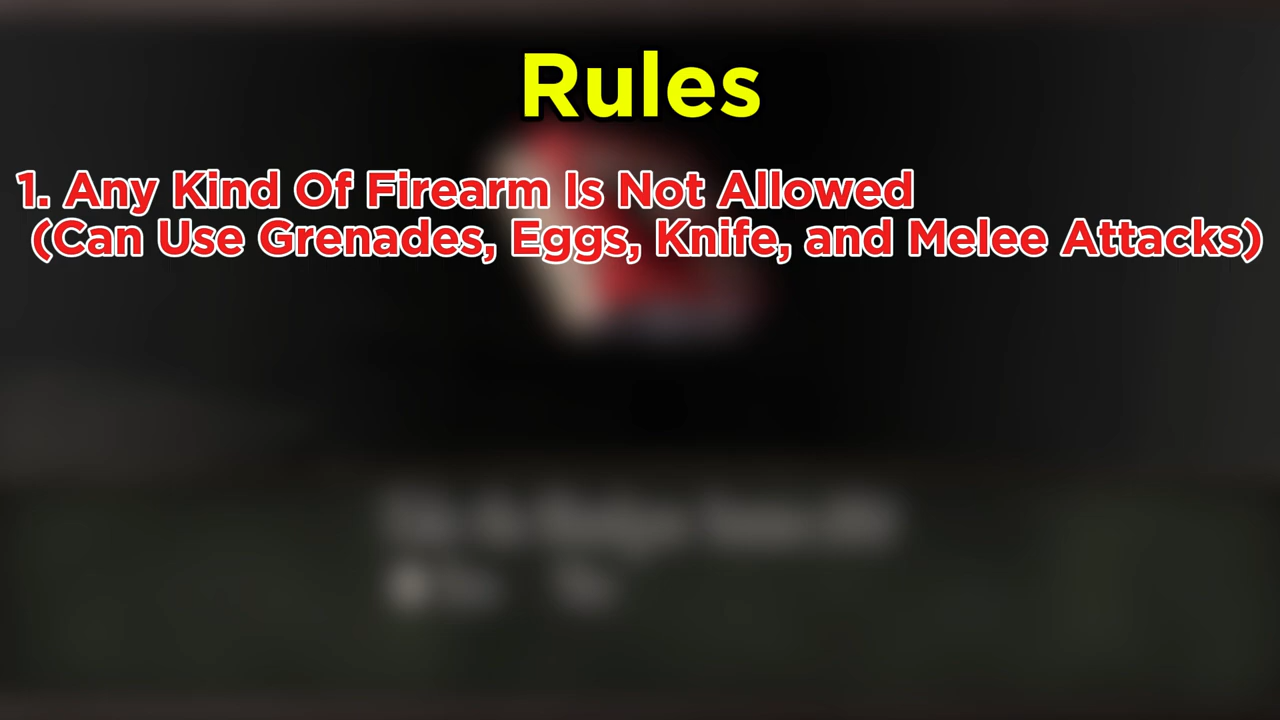 Rules
1. Any Kind Of Firearm Is Not Allowed
(Can Use Grenades, Eggs, Knife, and Melee Attacks)